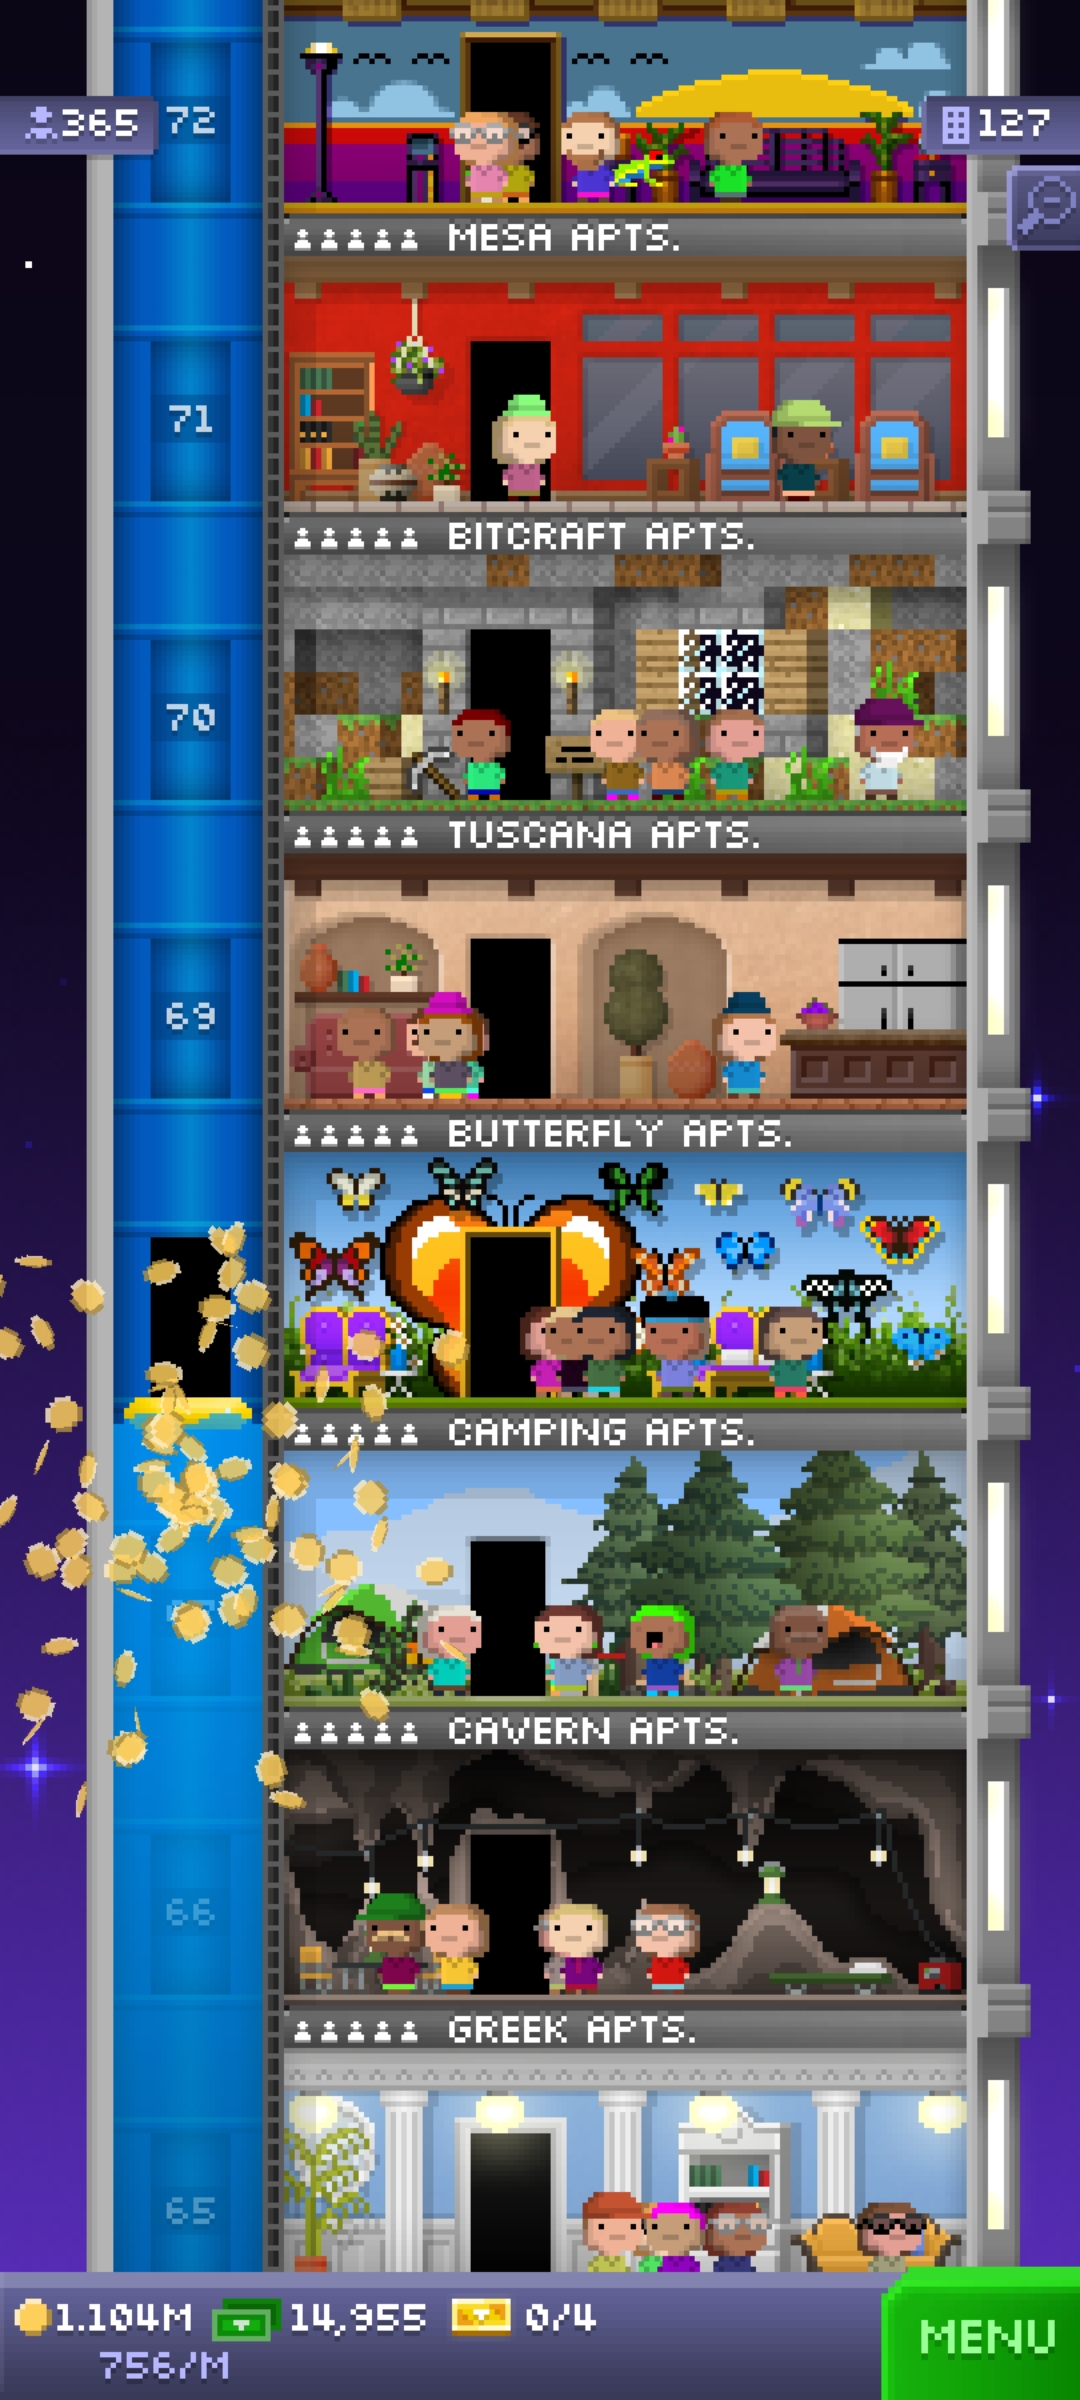 72
365
127
MESA APTS.
71
BITCRAFT APTS.
70
TUSCANA APTS.
69
BUTTERFLY APTS.
CAMPING APTS.
CAVERN APTS.
66
GREEK APTS.
65
1.104M 14,955 0/4
756/M
MENU